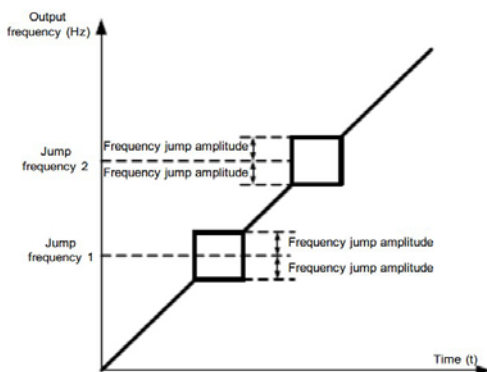 Output
frequency (Hz)
Jump
frequency 2
Frequency jump amplitude
Frequency jump amplitude
Jump
frequency 1
Frequency jump amplitude
Frequency jump amplitude
Time (t)